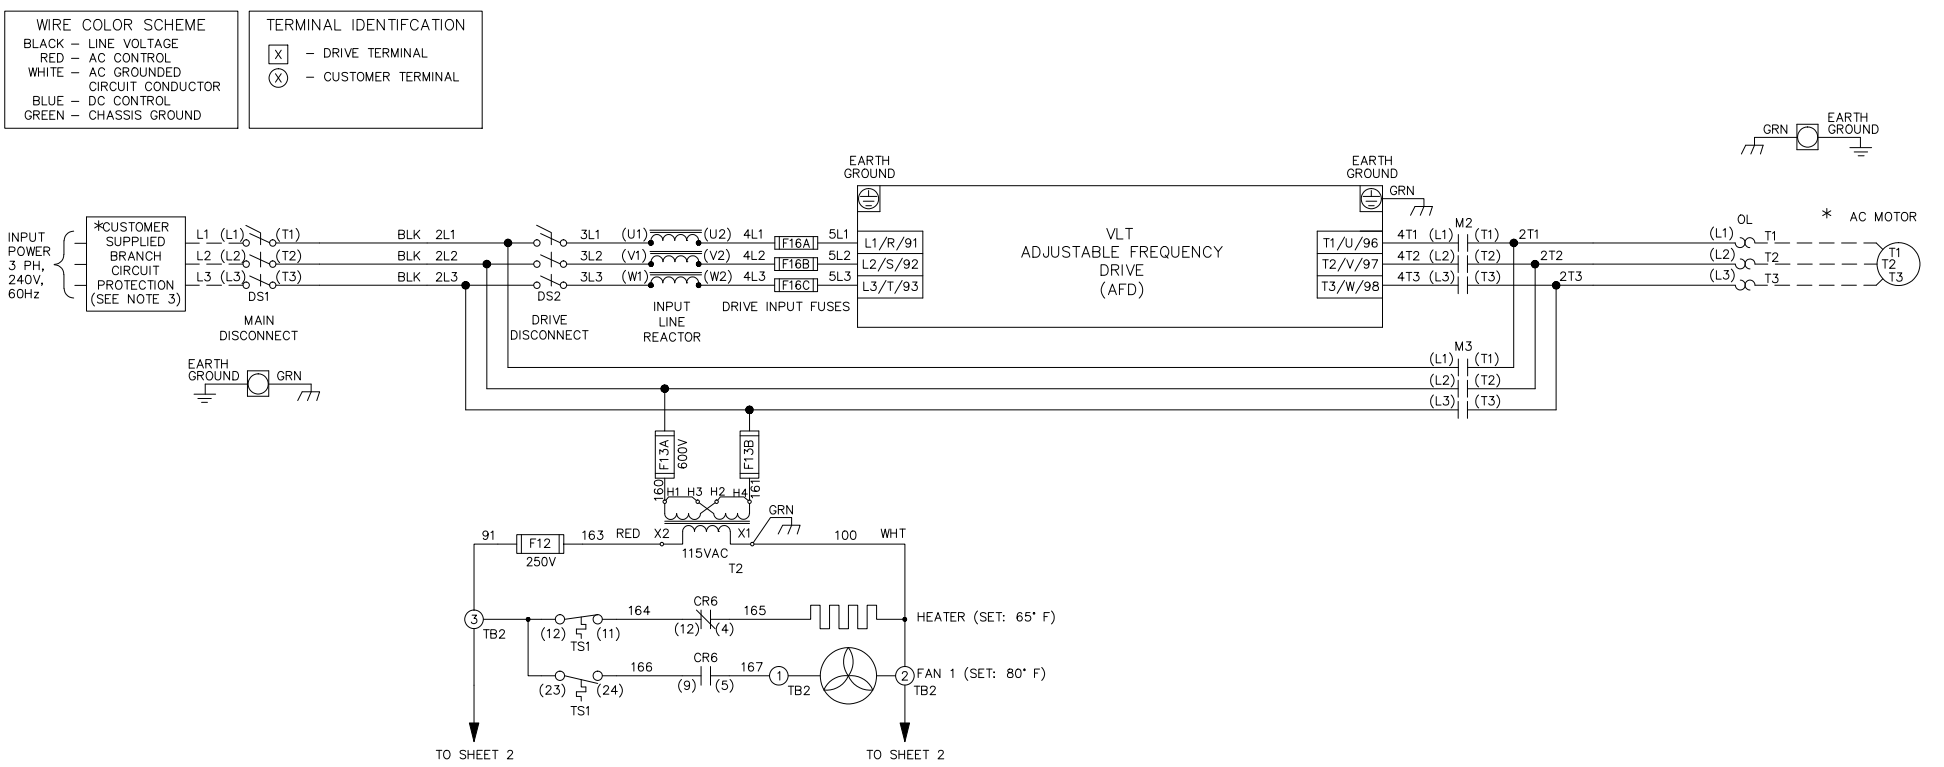 WIRE COLOR SCHEME
BLACK – LINE VOLTAGE
RED – AC CONTROL
WHITE – AC GROUNDED
CIRCUIT CONDUCTOR
BLUE – DC CONTROL
GREEN – CHASSIS GROUND
TERMINAL IDENTIFCATION
X – DRIVE TERMINAL
X – CUSTOMER TERMINAL
GRN
EARTH
GROUND
EARTH
GROUND
EARTH
GROUND
GRN
INPUT
POWER
3 PH,
240V,
60Hz
*CUSTOMER
SUPPLIED
BRANCH
CIRCUIT
PROTECTION
(SEE NOTE 3)
L1 (L1) (T1) BLK 2L1 3L1 (U1) (U2) 4L1 F16A 5L1 L1/R/91
L2 (L2) (T2) BLK 2L2 3L2 (V1) (V2) 4L2 F16B 5L2 L2/S/92
L3 (L3) (T3) BLK 2L3 3L3 (W1) (W2) 4L3 F16C 5L3 L3/T/93
DS1
MAIN
DISCONNECT
DS2
DRIVE
DISCONNECT
INPUT
LINE
REACTOR
DRIVE INPUT FUSES
VLT
ADJUSTABLE FREQUENCY
DRIVE
(AFD)
M2
OL
* AC MOTOR
T1/U/96 4T1 (L1) (T1) 2T1 (L1) T1
T2/V/97 4T2 (L2) (T2) 2T2 (L2) T2
T3/W/98 4T3 (L3) (T3) 2T3 (L3) T3
T1
T2
T3
M3
(L1) (T1)
(L2) (T2)
(L3) (T3)
EARTH
GROUND
GRN
F13A
600V
F13B
160
161
H1 H3 H2 H4
GRN
91 F12 163 RED X2 X1 100 WHT
250V
115VAC
T2
3
TB2
(12) (11) 164 CR6 (12) (4) 165
TS1
HEATER (SET: 65° F)
(23) (24) 166 CR6 (9) (5) 167 1 2
TS1
TB2
TB2
FAN 1 (SET: 80° F)
TO SHEET 2
TO SHEET 2